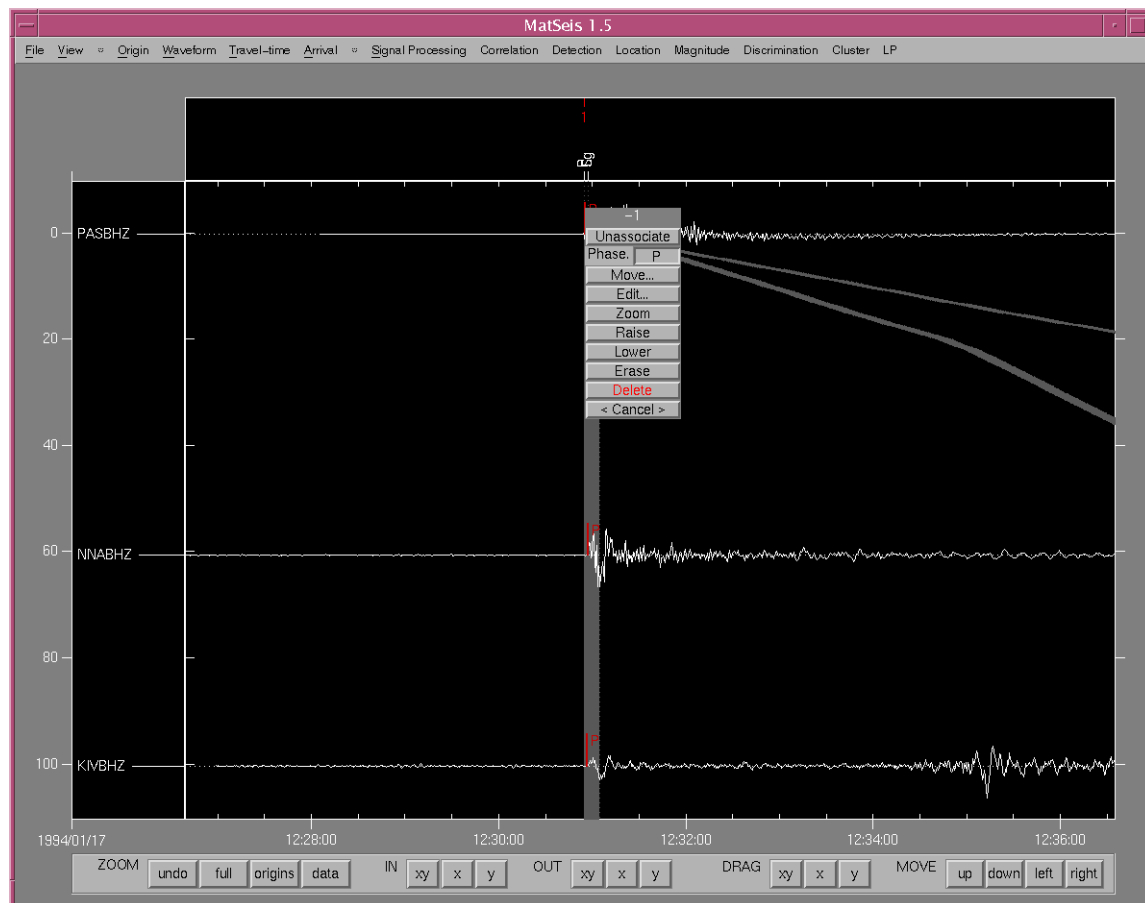 MatSeis 1.5
File View Origin Waveform Travel-time Arrival Signal Processing Correlation Detection Location Magnitude Discrimination Cluster LP
1
0 PASBHZ
-1
Unassociate
Phase. P
Move...
Edit...
Zoom
Raise
Lower
Erase
Delete
< Cancel >
20
40
60 NNABHZ P
80
100 KIVBHZ P
1994/01/17 12:28:00 12:30:00 12:32:00 12:34:00 12:36:00
ZOOM undo full origins data IN xy x y OUT xy x y DRAG xy x y MOVE up down left right